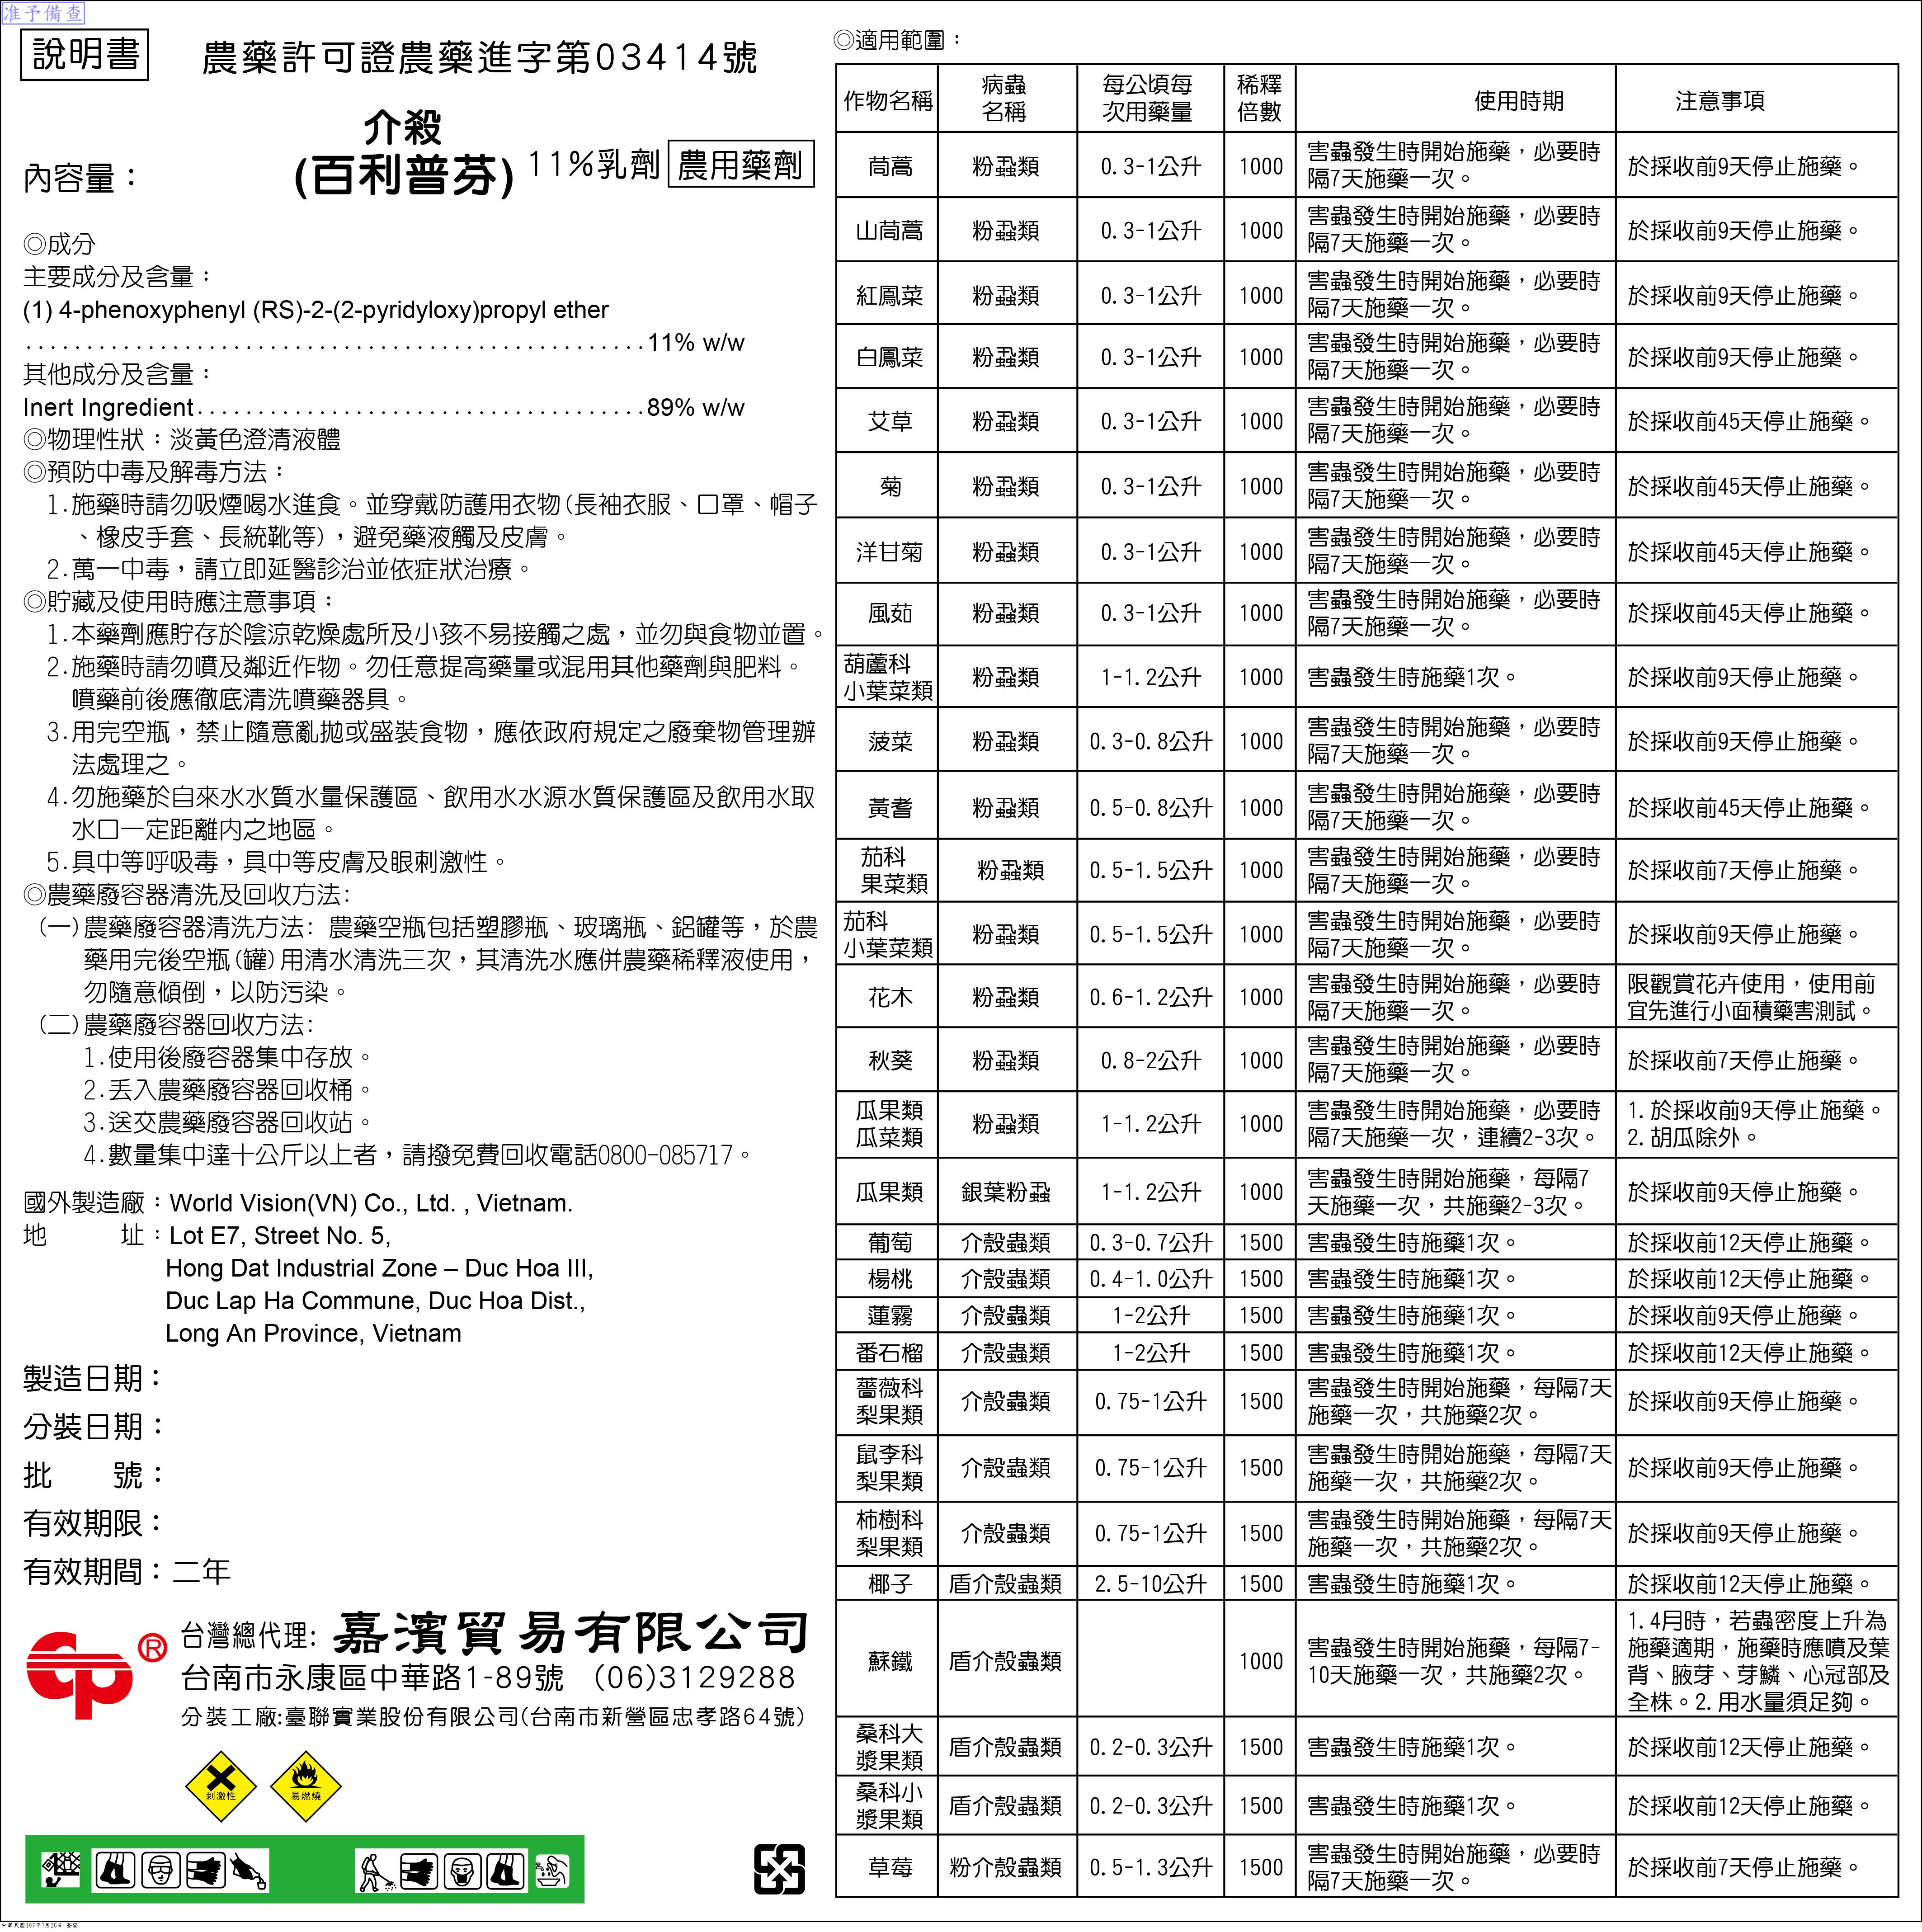 准予備查
說明書
農藥許可證農藥進字第03414號
介殺
內容量：
(百利普芬) 11%乳劑 農用藥劑
◎成分
主要成分及含量：
(1) 4-phenoxyphenyl (RS)-2-(2-pyridyloxy)propyl ether
.....................................................11% w/w
其他成分及含量：
Inert Ingredient.....................................89% w/w
◎物理性狀：淡黃色澄清液體
◎預防中毒及解毒方法：
1.施藥時請勿吸煙喝水進食。並穿戴防護用衣物(長袖衣服、口罩、帽子
、橡皮手套、長統靴等)，避免藥液觸及皮膚。
2.萬一中毒，請立即延醫診治並依症狀治療。
◎貯藏及使用時應注意事項：
1.本藥劑應貯存於陰涼乾燥處所及小孩不易接觸之處，並勿與食物並置。
2.施藥時請勿噴及鄰近作物。勿任意提高藥量或混用其他藥劑與肥料。
噴藥前後應徹底清洗噴藥器具。
3.用完空瓶，禁止隨意亂拋或盛裝食物，應依政府規定之廢棄物管理辦
法處理之。
4.勿施藥於自來水水質水量保護區、飲用水水源水質保護區及飲用水取
水口一定距離內之地區。
5.具中等呼吸毒，具中等皮膚及眼刺激性。
◎農藥廢容器清洗及回收方法:
(一)農藥廢容器清洗方法: 農藥空瓶包括塑膠瓶、玻璃瓶、鋁罐等，於農
藥用完後空瓶(罐)用清水清洗三次，其清洗水應併農藥稀釋液使用，
勿隨意傾倒，以防污染。
(二)農藥廢容器回收方法:
1.使用後廢容器集中存放。
2.丟入農藥廢容器回收桶。
3.送交農藥廢容器回收站。
4.數量集中達十公斤以上者，請撥免費回收電話0800-085717。
國外製造廠：World Vision(VN) Co., Ltd. , Vietnam.
地　　　址：Lot E7, Street No. 5,
Hong Dat Industrial Zone – Duc Hoa III,
Duc Lap Ha Commune, Duc Hoa Dist.,
Long An Province, Vietnam
製造日期：
分裝日期：
批　　號：
有效期限：
有效期間：二年
Cp ®
台灣總代理: 嘉濱貿易有限公司
台南市永康區中華路1-89號 (06)3129288
分裝工廠:臺聯實業股份有限公司(台南市新營區忠孝路64號)
刺激性 易燃燒
◎適用範圍：
作物名稱 病蟲名稱 每公頃每次用藥量 稀釋倍數 使用時期 注意事項
茼蒿 粉蝨類 0.3-1公升 1000 害蟲發生時開始施藥，必要時隔7天施藥一次。 於採收前9天停止施藥。
山茼蒿 粉蝨類 0.3-1公升 1000 害蟲發生時開始施藥，必要時隔7天施藥一次。 於採收前9天停止施藥。
紅鳳菜 粉蝨類 0.3-1公升 1000 害蟲發生時開始施藥，必要時隔7天施藥一次。 於採收前9天停止施藥。
白鳳菜 粉蝨類 0.3-1公升 1000 害蟲發生時開始施藥，必要時隔7天施藥一次。 於採收前9天停止施藥。
艾草 粉蝨類 0.3-1公升 1000 害蟲發生時開始施藥，必要時隔7天施藥一次。 於採收前45天停止施藥。
菊 粉蝨類 0.3-1公升 1000 害蟲發生時開始施藥，必要時隔7天施藥一次。 於採收前45天停止施藥。
洋甘菊 粉蝨類 0.3-1公升 1000 害蟲發生時開始施藥，必要時隔7天施藥一次。 於採收前45天停止施藥。
風茹 粉蝨類 0.3-1公升 1000 害蟲發生時開始施藥，必要時隔7天施藥一次。 於採收前45天停止施藥。
葫蘆科小葉菜類 粉蝨類 1-1.2公升 1000 害蟲發生時施藥1次。 於採收前9天停止施藥。
菠菜 粉蝨類 0.3-0.8公升 1000 害蟲發生時開始施藥，必要時隔7天施藥一次。 於採收前9天停止施藥。
黃耆 粉蝨類 0.5-0.8公升 1000 害蟲發生時開始施藥，必要時隔7天施藥一次。 於採收前45天停止施藥。
茄科果菜類 粉蝨類 0.5-1.5公升 1000 害蟲發生時開始施藥，必要時隔7天施藥一次。 於採收前7天停止施藥。
茄科小葉菜類 粉蝨類 0.5-1.5公升 1000 害蟲發生時開始施藥，必要時隔7天施藥一次。 於採收前9天停止施藥。
花木 粉蝨類 0.6-1.2公升 1000 害蟲發生時開始施藥，必要時隔7天施藥一次。 限觀賞花卉使用，使用前宜先進行小面積藥害測試。
秋葵 粉蝨類 0.8-2公升 1000 害蟲發生時開始施藥，必要時隔7天施藥一次。 於採收前7天停止施藥。
瓜果類瓜菜類 粉蝨類 1-1.2公升 1000 害蟲發生時開始施藥，必要時隔7天施藥一次，連續2-3次。 1.於採收前9天停止施藥。2.胡瓜除外。
瓜果類 銀葉粉蝨 1-1.2公升 1000 害蟲發生時開始施藥，每隔7天施藥一次，共施藥2-3次。 於採收前9天停止施藥。
葡萄 介殼蟲類 0.3-0.7公升 1500 害蟲發生時施藥1次。 於採收前12天停止施藥。
楊桃 介殼蟲類 0.4-1.0公升 1500 害蟲發生時施藥1次。 於採收前12天停止施藥。
蓮霧 介殼蟲類 1-2公升 1500 害蟲發生時施藥1次。 於採收前9天停止施藥。
番石榴 介殼蟲類 1-2公升 1500 害蟲發生時施藥1次。 於採收前12天停止施藥。
薔薇科梨果類 介殼蟲類 0.75-1公升 1500 害蟲發生時開始施藥，每隔7天施藥一次，共施藥2次。 於採收前9天停止施藥。
鼠李科梨果類 介殼蟲類 0.75-1公升 1500 害蟲發生時開始施藥，每隔7天施藥一次，共施藥2次。 於採收前9天停止施藥。
柿樹科梨果類 介殼蟲類 0.75-1公升 1500 害蟲發生時開始施藥，每隔7天施藥一次，共施藥2次。 於採收前9天停止施藥。
椰子 盾介殼蟲類 2.5-10公升 1500 害蟲發生時施藥1次。 於採收前12天停止施藥。
蘇鐵 盾介殼蟲類 1000 害蟲發生時開始施藥，每隔7-10天施藥一次，共施藥2次。 1.4月時，若蟲密度上升為施藥適期，施藥時應噴及葉背、腋芽、芽鱗、心冠部及全株。2.用水量須足夠。
桑科大漿果類 盾介殼蟲類 0.2-0.3公升 1500 害蟲發生時施藥1次。 於採收前12天停止施藥。
桑科小漿果類 盾介殼蟲類 0.2-0.3公升 1500 害蟲發生時施藥1次。 於採收前12天停止施藥。
草莓 粉介殼蟲類 0.5-1.3公升 1500 害蟲發生時開始施藥，必要時隔7天施藥一次。 於採收前7天停止施藥。
中華民國107年7月26日